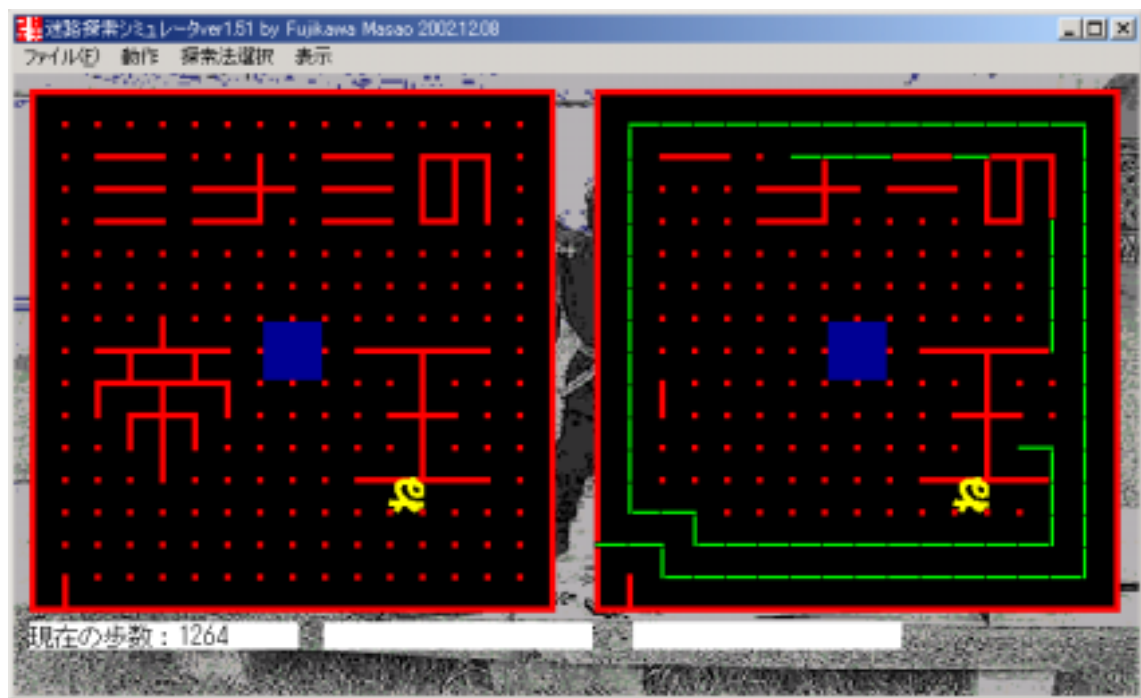 迷路探索シミュレータver1.51 by Fujikawa Masao 2002.12.08
ファイル(F) 動作 探索法選択 表示
ミナミの
帝王
現在の歩数：1264